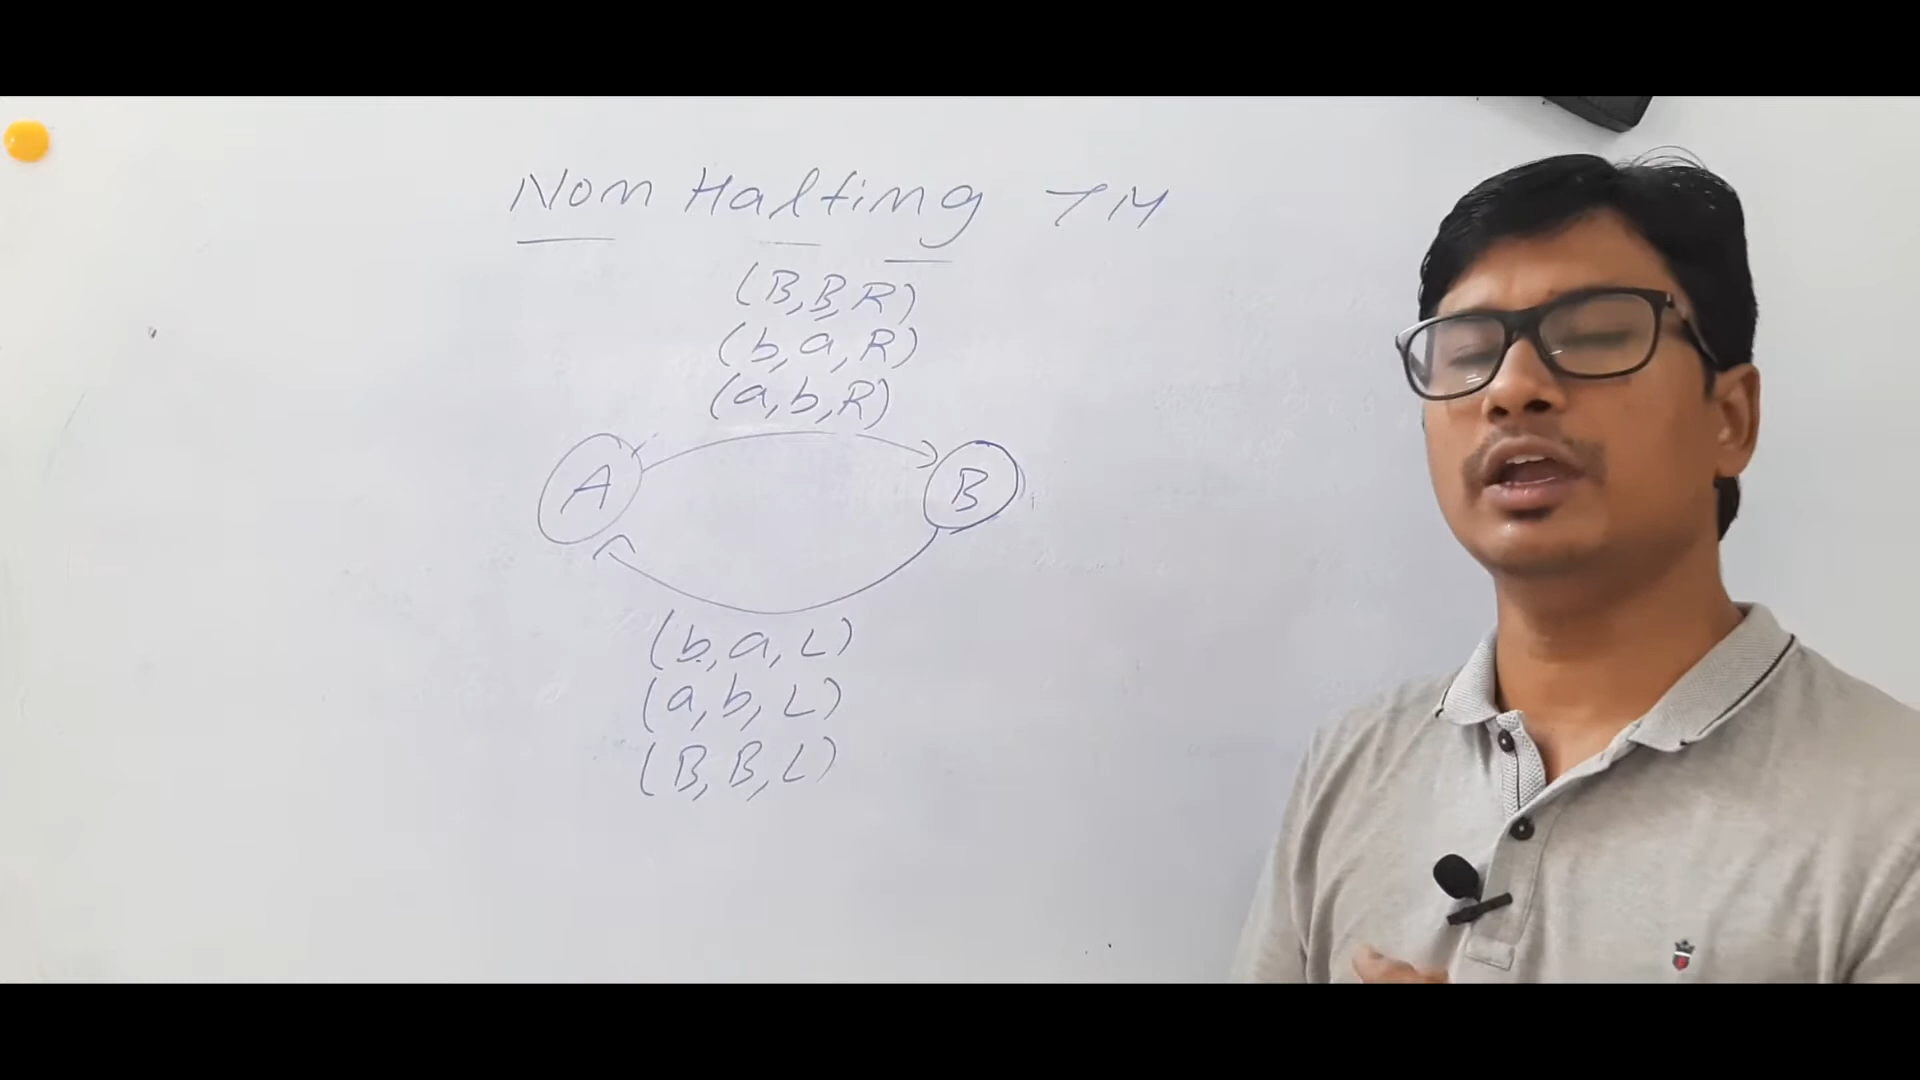 Non Halting TM
(B,B,R)
(b,a,R)
(a,b,R)
A
B
(b,a,L)
(a,b,L)
(B,B,L)